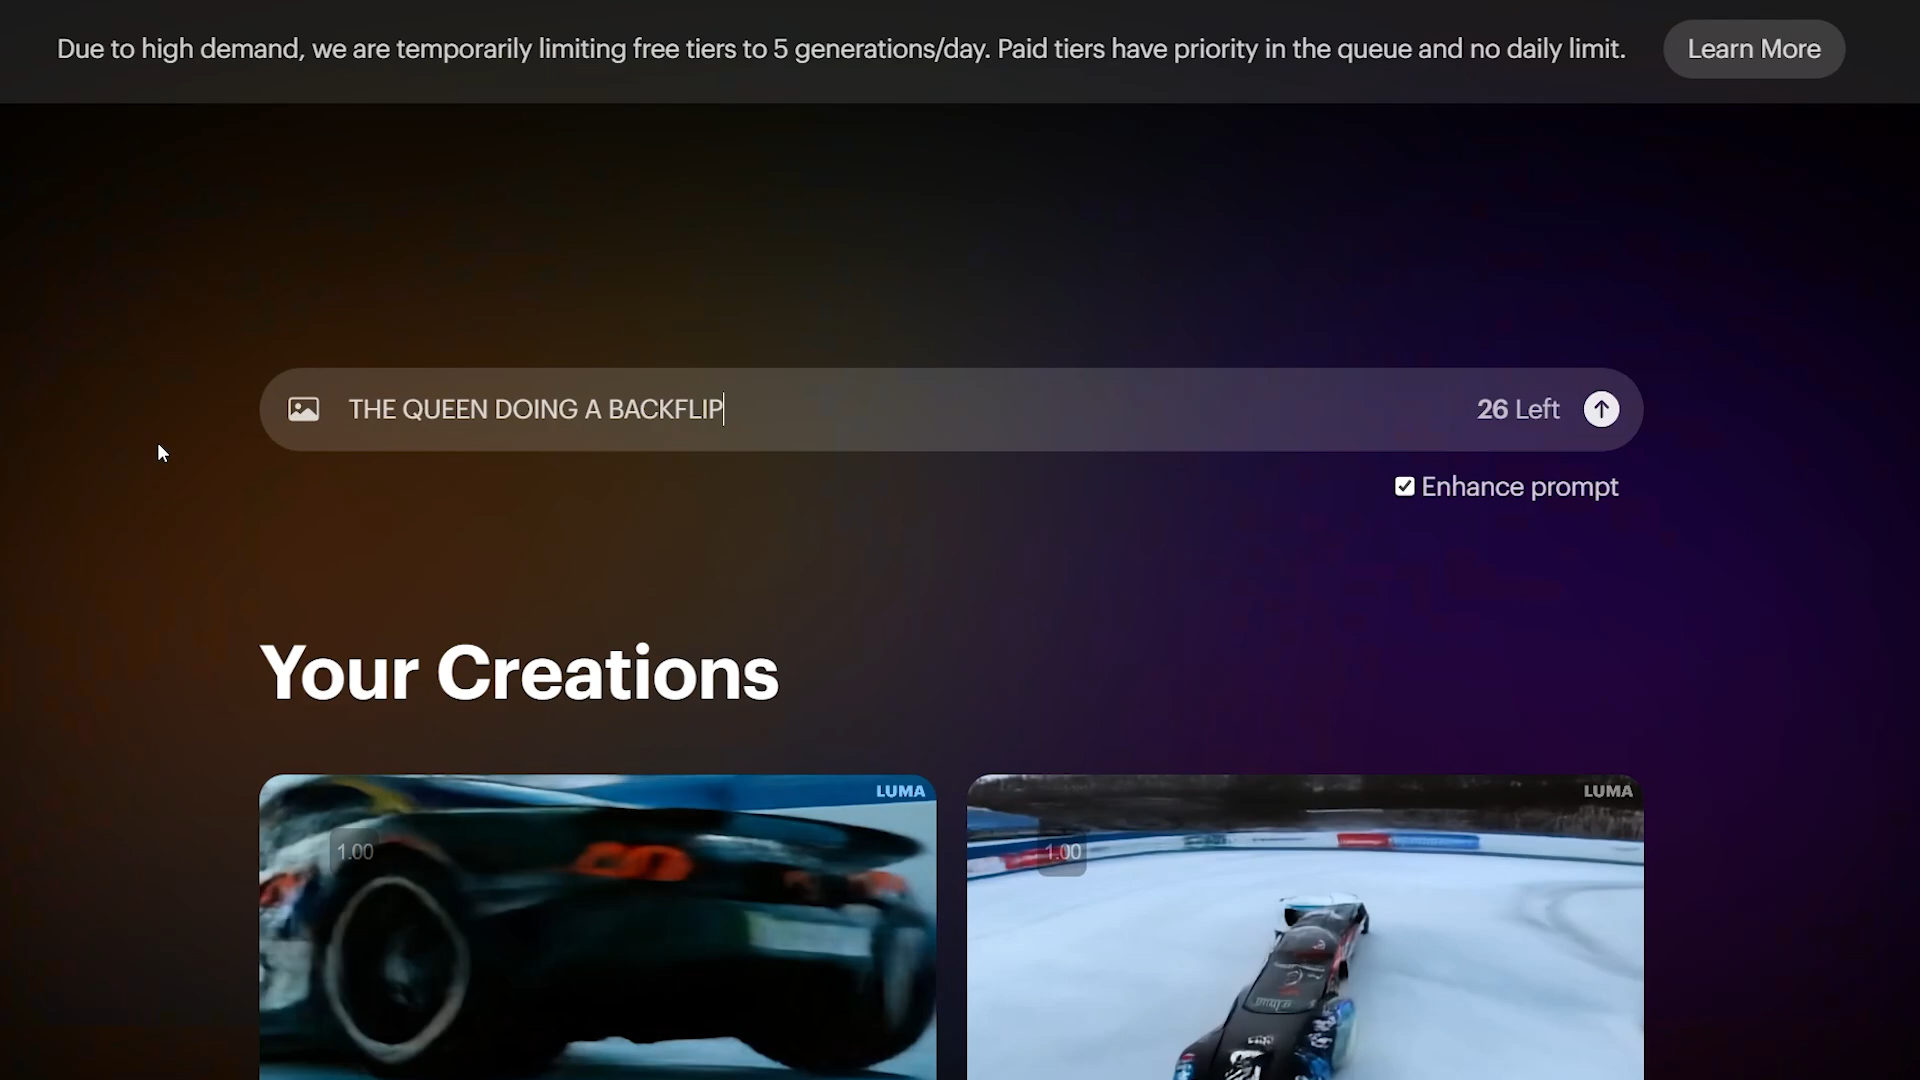 Due to high demand, we are temporarily limiting free tiers to 5 generations/day. Paid tiers have priority in the queue and no daily limit.
Learn More
THE QUEEN DOING A BACKFLIP
26 Left
Enhance prompt
Your Creations
LUMA
1.00
LUMA
1.00